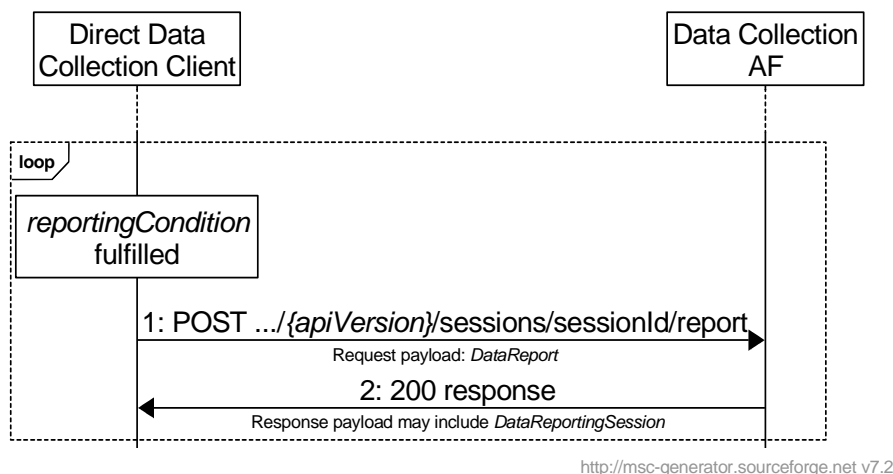 Direct Data
Collection Client
Data Collection
AF
loop
reportingCondition
fulfilled
1: POST .../{apiVersion}/sessions/sessionId/report
Request payload: DataReport
2: 200 response
Response payload may include DataReportingSession
http://msc-generator.sourceforge.net v7.2